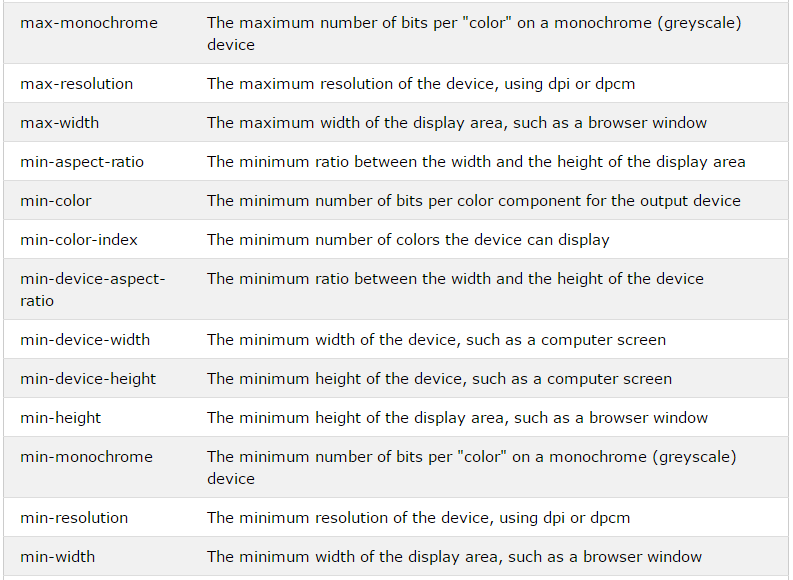 max-monochrome The maximum number of bits per "color" on a monochrome (greyscale)
device
max-resolution The maximum resolution of the device, using dpi or dpcm
max-width The maximum width of the display area, such as a browser window
min-aspect-ratio The minimum ratio between the width and the height of the display area
min-color The minimum number of bits per color component for the output device
min-color-index The minimum number of colors the device can display
min-device-aspect- The minimum ratio between the width and the height of the device
ratio
min-device-width The minimum width of the device, such as a computer screen
min-device-height The minimum height of the device, such as a computer screen
min-height The minimum height of the display area, such as a browser window
min-monochrome The minimum number of bits per "color" on a monochrome (greyscale)
device
min-resolution The minimum resolution of the device, using dpi or dpcm
min-width The minimum width of the display area, such as a browser window